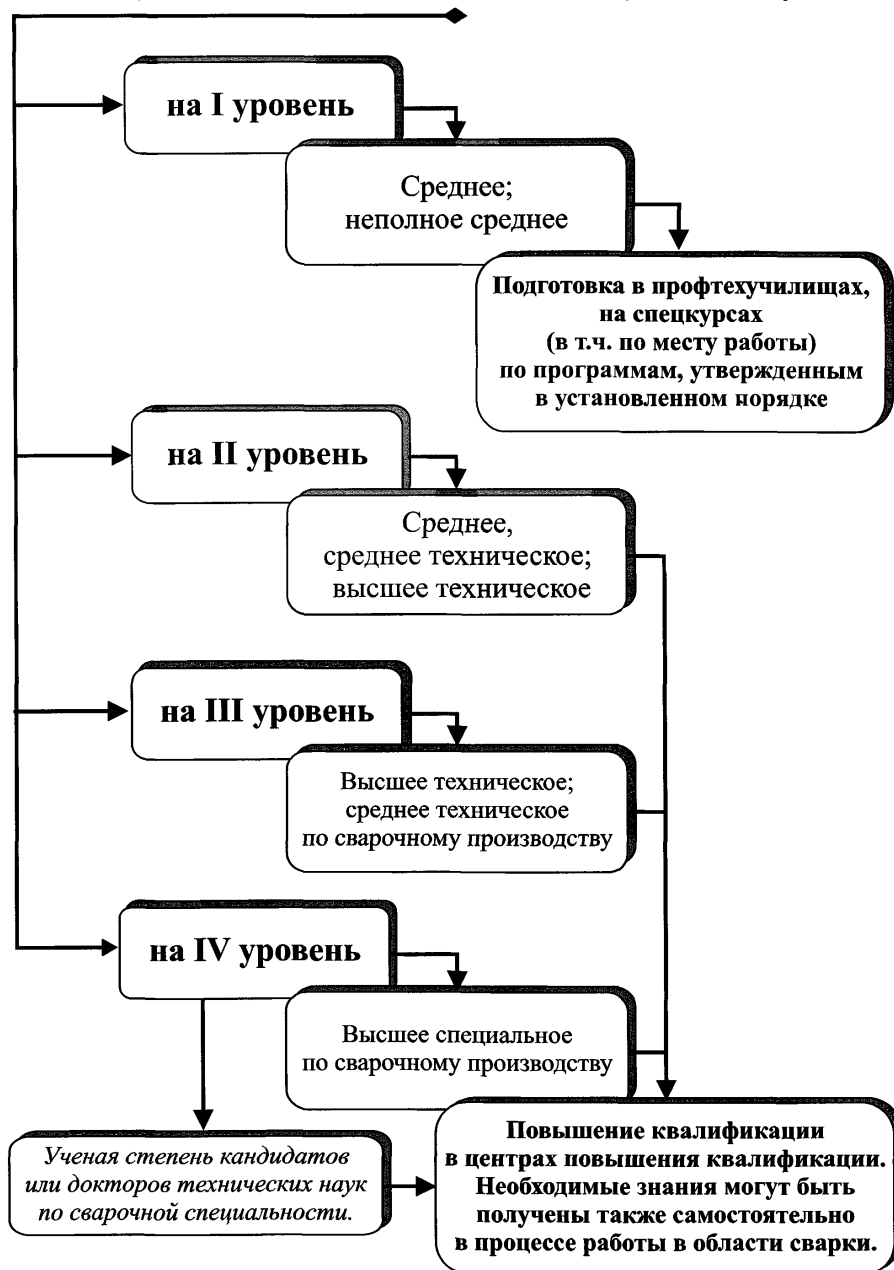 на I уровень
Среднее;
неполное среднее
Подготовка в профтехучилищах,
на спецкурсах
(в т.ч. по месту работы)
по программам, утвержденным
в установленном порядке
на II уровень
Среднее,
среднее техническое;
высшее техническое
на III уровень
Высшее техническое;
среднее техническое
по сварочному производству
на IV уровень
Высшее специальное
по сварочному производству
Ученая степень кандидатов
или докторов технических наук
по сварочной специальности.
Повышение квалификации
в центрах повышения квалификации.
Необходимые знания могут быть
получены также самостоятельно
в процессе работы в области сварки.